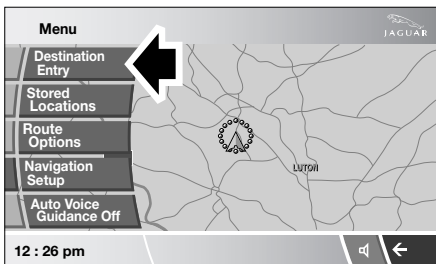 Menu
JAGUAR
Destination
Entry
Stored
Locations
Route
Options
Navigation
Setup
Auto Voice
Guidance Off
LUTON
12 : 26 pm